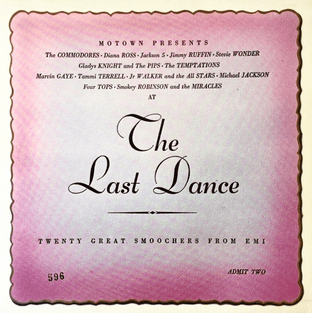 MOTOWN PRESENTS
The COMMODORES · Diana ROSS · Jackson 5 · Jimmy RUFFIN · Stevie WONDER
Gladys KNIGHT and The PIPS · The TEMPTATIONS
Marvin GAYE · Tammi TERRELL · Jr WALKER and the All STARS · Michael JACKSON
Four TOPS · Smokey ROBINSON and the MIRACLES
AT
The
Last Dance
TWENTY GREAT SMOOCHERS FROM EMI
596
ADMIT TWO